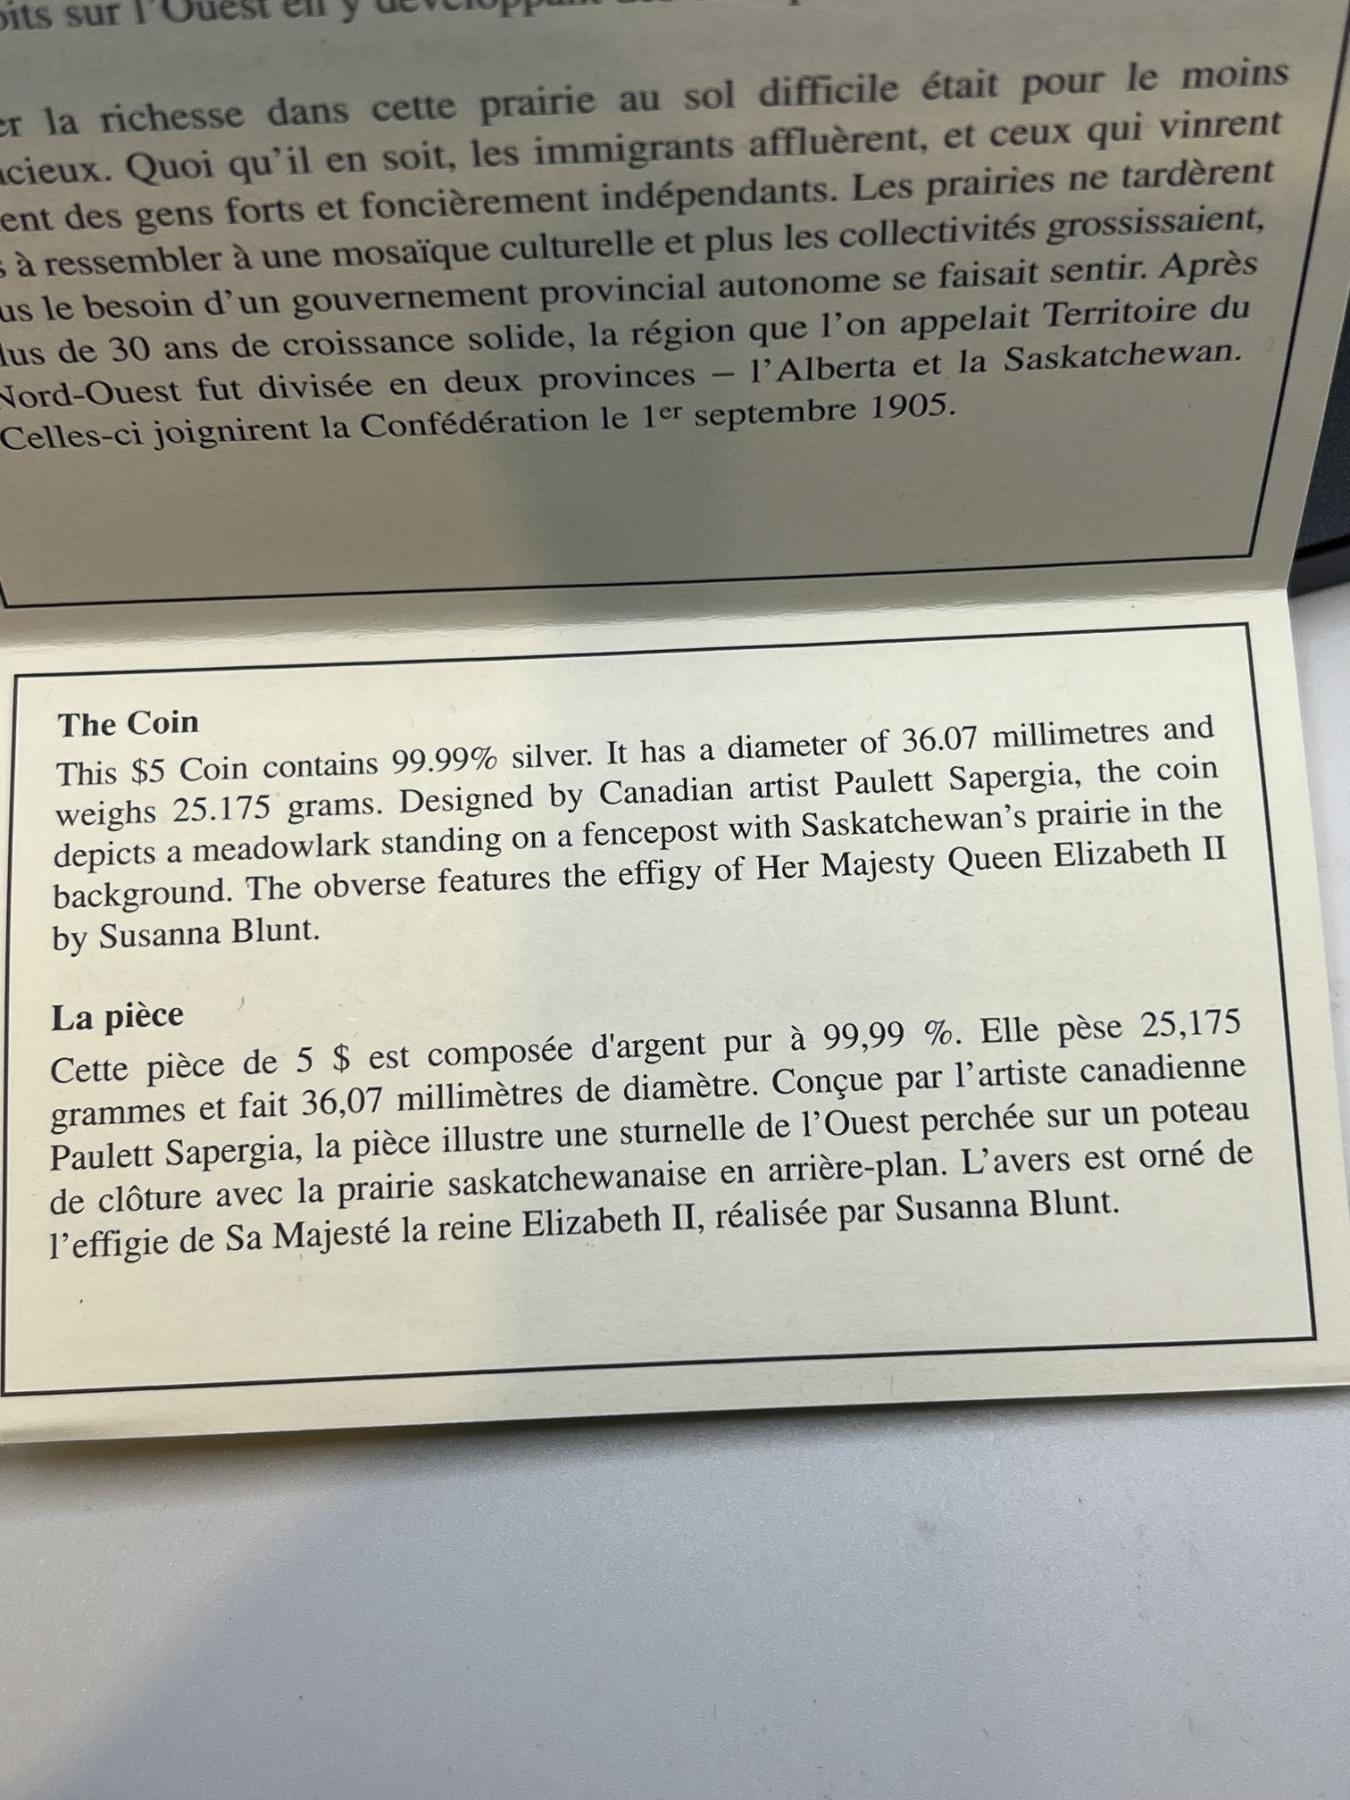 sur l'Ouest en y
la richesse dans cette prairie au sol difficile était pour le moins
Quoi qu'il en soit, les immigrants affluèrent, et ceux qui vinrent
des gens forts et foncièrement indépendants. Les prairies ne tardèrent
à ressembler à une mosaïque culturelle et plus les collectivités grossissaient,
le besoin d'un gouvernement provincial autonome se faisait sentir. Après
de 30 ans de croissance solide, la région que l'on appelait Territoire du
Nord-Ouest fut divisée en deux provinces – l'Alberta et la Saskatchewan.
Celles-ci joignirent la Confédération le 1er septembre 1905.
The Coin
This $5 Coin contains 99.99% silver. It has a diameter of 36.07 millimetres and
weighs 25.175 grams. Designed by Canadian artist Paulett Sapergia, the coin
depicts a meadowlark standing on a fencepost with Saskatchewan's prairie in the
background. The obverse features the effigy of Her Majesty Queen Elizabeth II
by Susanna Blunt.
La pièce
Cette pièce de 5 $ est composée d'argent pur à 99,99 %. Elle pèse 25,175
grammes et fait 36,07 millimètres de diamètre. Conçue par l'artiste canadienne
Paulett Sapergia, la pièce illustre une sturnelle de l'Ouest perchée sur un poteau
de clôture avec la prairie saskatchewanaise en arrière-plan. L'avers est orné de
l'effigie de Sa Majesté la reine Elizabeth II, réalisée par Susanna Blunt.